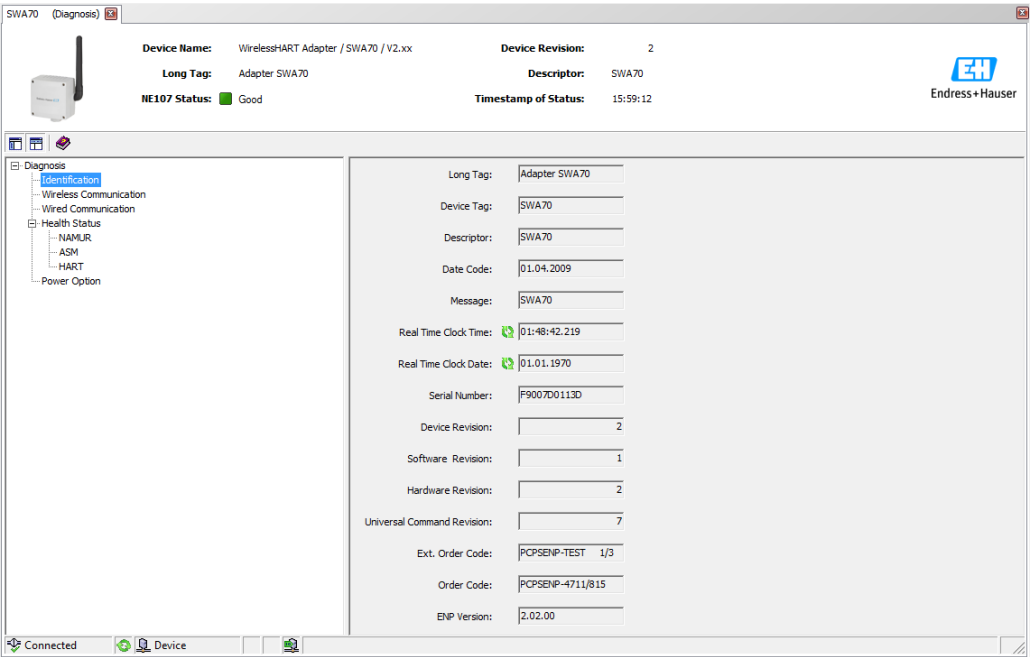 SWA70 (Diagnosis)
Device Name: WirelessHART Adapter / SWA70 / V2.xx Device Revision: 2
Long Tag: Adapter SWA70 Descriptor: SWA70
NE107 Status: Good Timestamp of Status: 15:59:12
EH
Endress+Hauser
Diagnosis
Identification
Wireless Communication
Wired Communication
Health Status
NAMUR
ASM
HART
Power Option
Long Tag: Adapter SWA70
Device Tag: SWA70
Descriptor: SWA70
Date Code: 01.04.2009
Message: SWA70
Real Time Clock Time: 01:48:42.219
Real Time Clock Date: 01.01.1970
Serial Number: F9007D0113D
Device Revision: 2
Software Revision: 1
Hardware Revision: 2
Universal Command Revision: 7
Ext. Order Code: PCPSENP-TEST 1/3
Order Code: PCPSENP-4711/815
ENP Version: 2.02.00
Connected Device